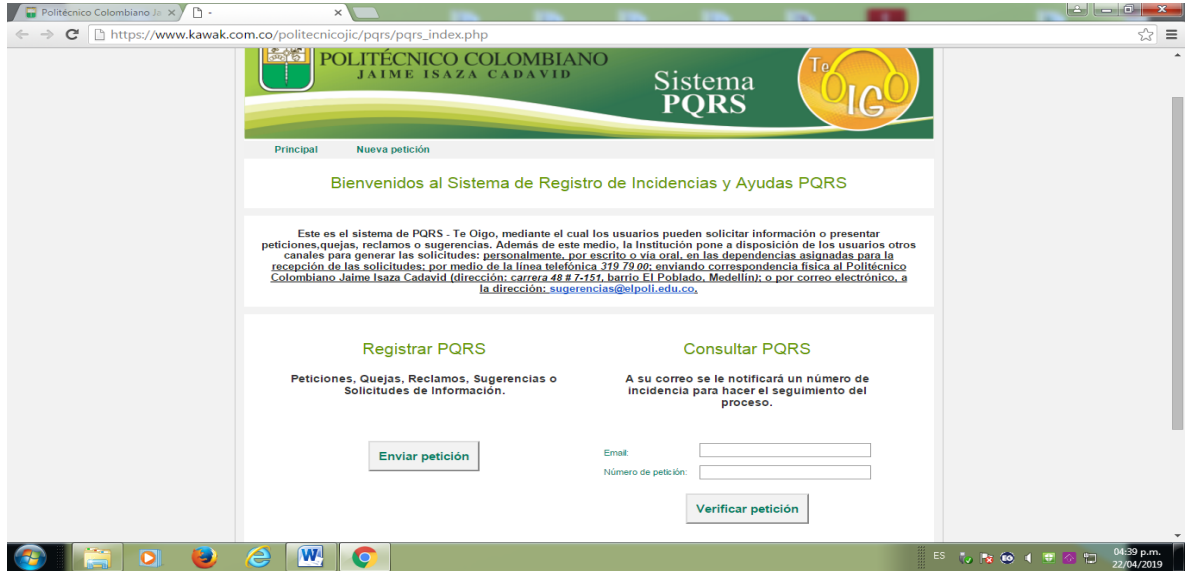 Politécnico Colombiano Ja
-
https://www.kawak.com.co/politecnicojic/pqrs/pqrs_index.php
POLITÉCNICO COLOMBIANO
JAIME ISAZA CADAVID
Sistema
PQRS
Te
OIGO
Principal
Nueva petición
Bienvenidos al Sistema de Registro de Incidencias y Ayudas PQRS
Este es el sistema de PQRS - Te Oigo, mediante el cual los usuarios pueden solicitar información o presentar
peticiones,quejas, reclamos o sugerencias. Además de este medio, la Institución pone a disposición de los usuarios otros
canales para generar las solicitudes: personalmente, por escrito o vía oral, en las dependencias asignadas para la
recepción de las solicitudes; por medio de la línea telefónica 319 79 00; enviando correspondencia física al Politécnico
Colombiano Jaime Isaza Cadavid (dirección: carrera 48 # 7-151, barrio El Poblado, Medellín); o por correo electrónico, a
la dirección: sugerencias@elpoli.edu.co.
Registrar PQRS
Peticiones, Quejas, Reclamos, Sugerencias o
Solicitudes de Información.
Enviar petición
Consultar PQRS
A su correo se le notificará un número de
incidencia para hacer el seguimiento del
proceso.
Email:
Número de petición:
Verificar petición
ES
04:39 p.m.
22/04/2019